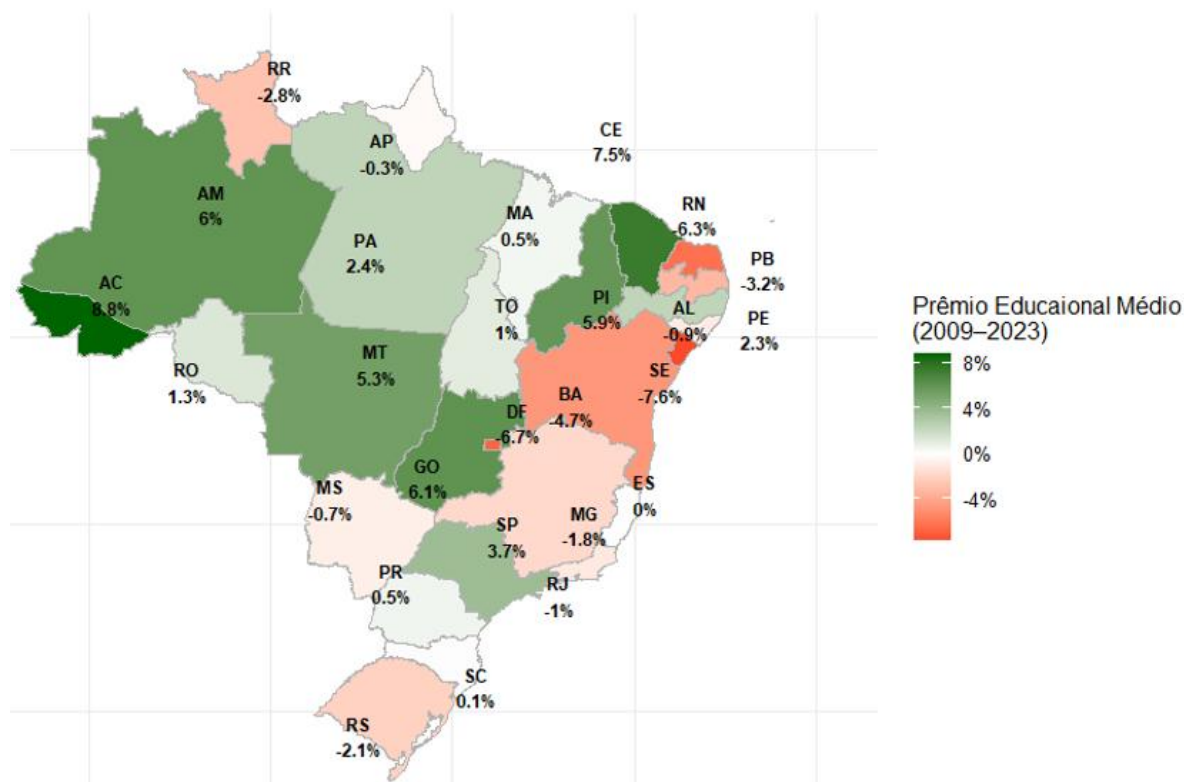 RR
-2.8%
AP
-0.3%
CE
7.5%
AM
6%
MA
0.5%
RN
-6.3%
PA
2.4%
PB
-3.2%
AC
8.8%
TO
1%
PI
5.9%
AL
-0.9%
PE
2.3%
RO
1.3%
MT
5.3%
SE
-7.6%
BA
-4.7%
DF
-6.7%
GO
6.1%
MS
-0.7%
ES
0%
SP
3.7%
MG
-1.8%
PR
0.5%
RJ
-1%
SC
0.1%
RS
-2.1%
Prêmio Educaional Médio
(2009–2023)
8%
4%
0%
-4%